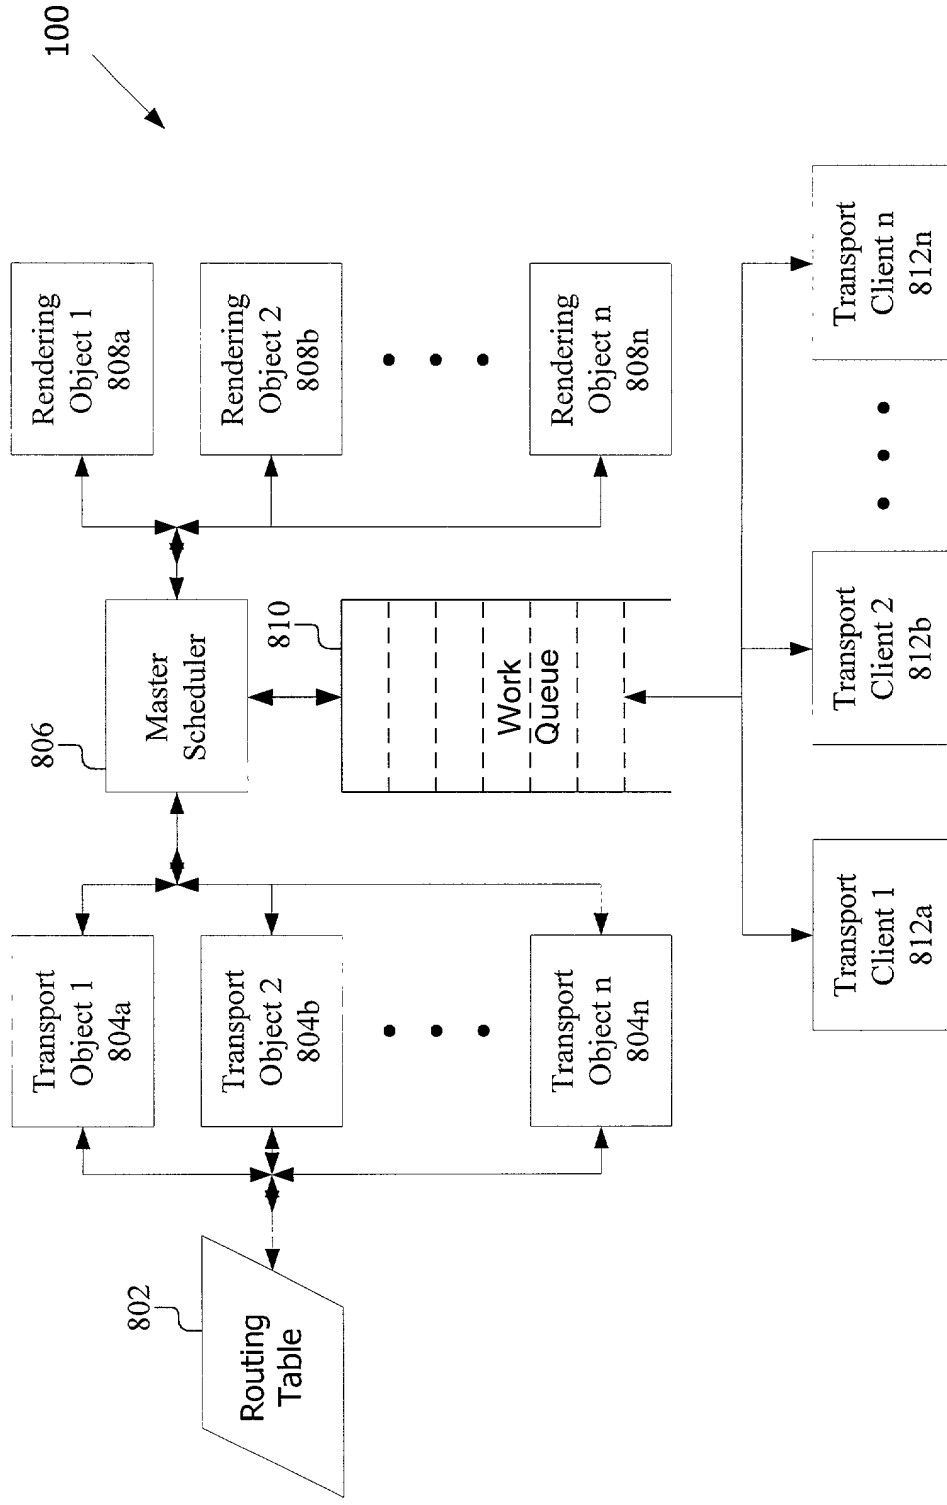 100
Rendering
Object 1
808a
Rendering
Object 2
808b
Rendering
Object n
808n
806
Master
Scheduler
810
Work
Queue
Transport
Object 1
804a
Transport
Object 2
804b
Transport
Object n
804n
802
Routing
Table
Transport
Client 1
812a
Transport
Client 2
812b
Transport
Client n
812n